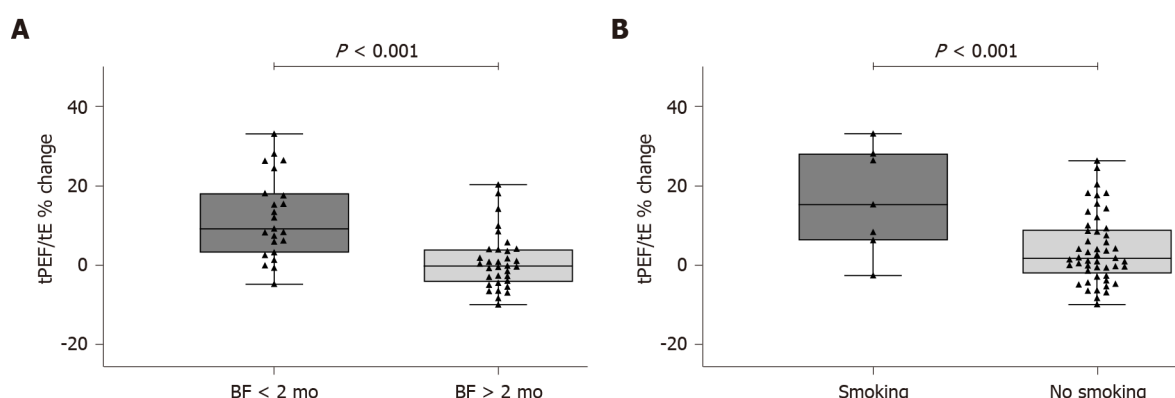 A
P < 0.001
tPEF/tE % change
40
20
0
-20
BF < 2 mo
BF > 2 mo
B
P < 0.001
tPEF/tE % change
40
20
0
-20
Smoking
No smoking